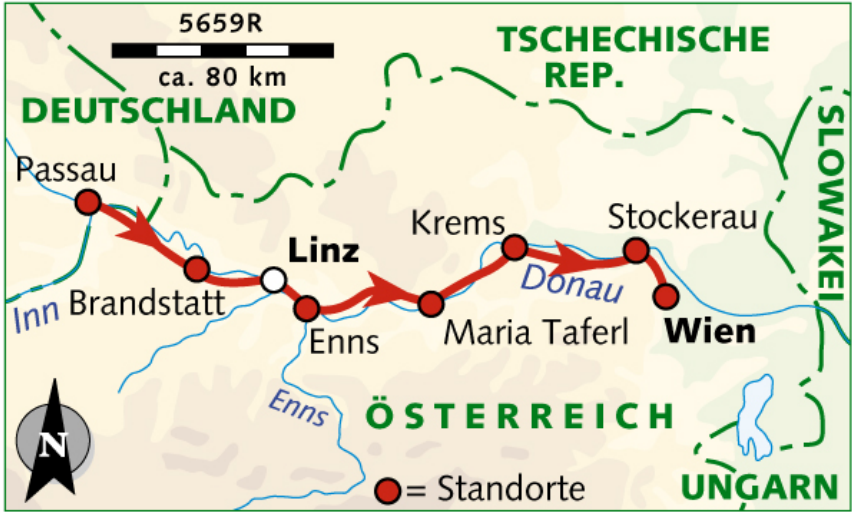 5659R
ca. 80 km
TSCHECHISCHE
REP.
DEUTSCHLAND
SLOWAKEI
Passau
Krems
Stockerau
Linz
Donau
Inn
Brandstatt
Enns
Maria Taferl
Wien
Enns
ÖSTERREICH
N
= Standorte
UNGARN